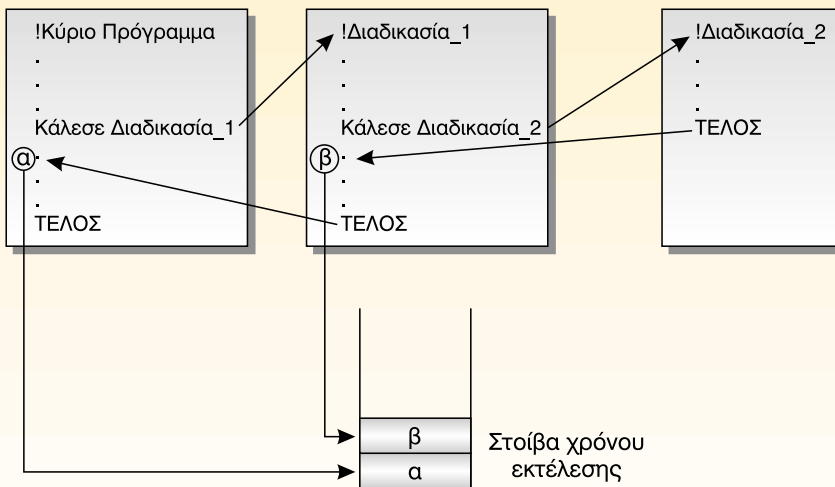 !Κύριο Πρόγραμμα
.
.
.
Κάλεσε Διαδικασία_1
α .
.
.
ΤΕΛΟΣ
!Διαδικασία_1
.
.
.
Κάλεσε Διαδικασία_2
β .
.
.
ΤΕΛΟΣ
!Διαδικασία_2
.
.
.
ΤΕΛΟΣ
β
α
Στοίβα χρόνου
εκτέλεσης